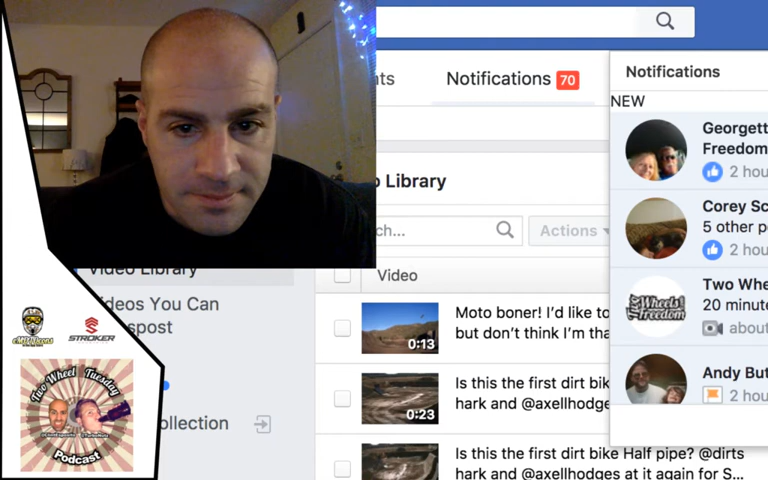 nts
Notifications 70
Notifications
NEW
Georgett
Freedom
2 hou
Corey Sc
5 other p
2 hou
Two Whe
20 minute
abou
Andy But
2 hou
Library
ch...
Actions
Video
Video Library
Videos You Can
spost
ollection
Moto boner! I'd like to
but don't think I'm tha
0:13
Is this the first dirt bik
hark and @axellhodge
0:23
Is this the first dirt bike Half pipe? @dirts
hark and @axellhodges at it again for S...
Wheels
Freedom
STROKER
Two Wheel Tuesday
Podcast